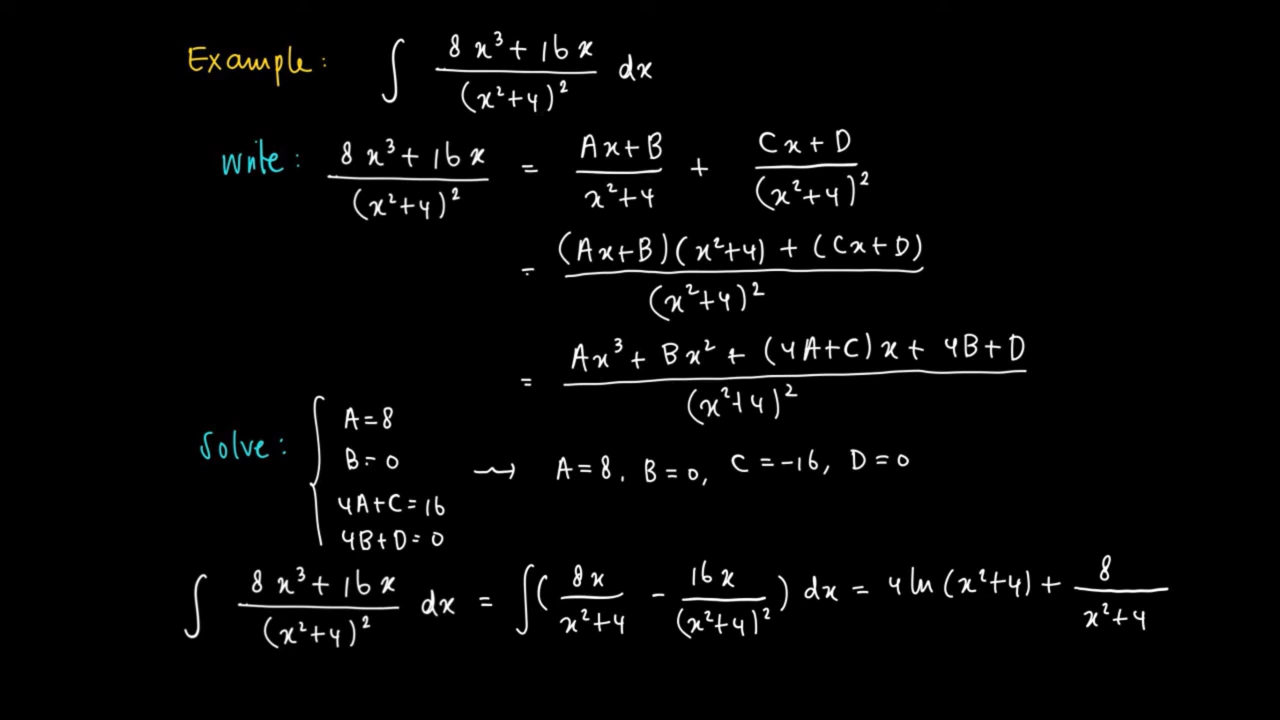 Example: ∫ (8x³ + 16x)/(x²+4)² dx
Write: (8x³ + 16x)/(x²+4)² = (Ax+B)/(x²+4) + (Cx+D)/(x²+4)²
= ((Ax+B)(x²+4) + (Cx+D))/(x²+4)²
= (Ax³ + Bx² + (4A+C)x + 4B+D)/(x²+4)²
Solve: { A=8
B=0 ⇝ A=8, B=0, C=-16, D=0
4A+C=16
4B+D=0
∫ (8x³ + 16x)/(x²+4)² dx = ∫( 8x/(x²+4) - 16x/(x²+4)² ) dx = 4 ln(x²+4) + 8/(x²+4)